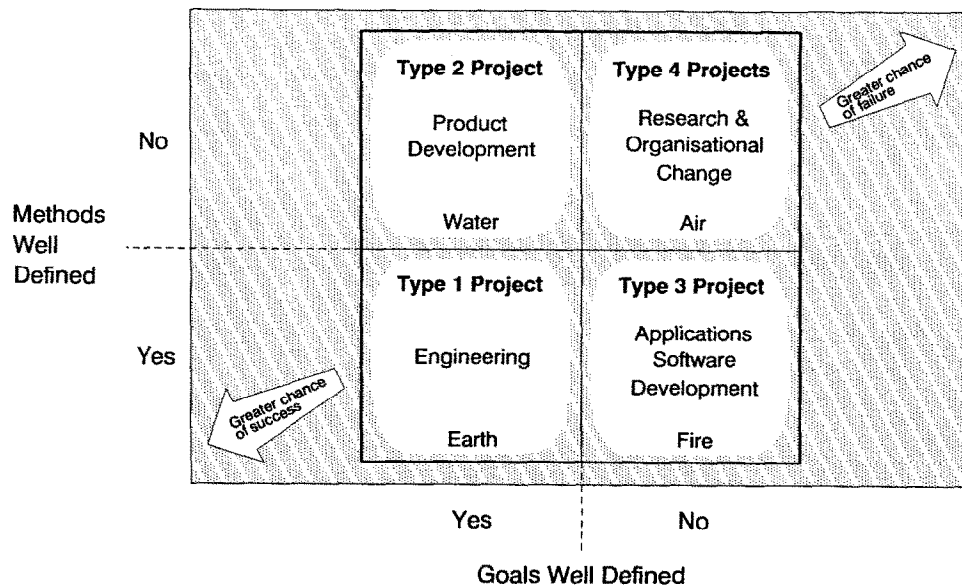 Type 2 Project
Product
Development
Water
Type 4 Projects
Research &
Organisational
Change
Air
Greater chance
of failure
No
Methods
Well
Defined
Yes
Type 1 Project
Engineering
Earth
Type 3 Project
Applications
Software
Development
Fire
Greater chance
of success
Yes
No
Goals Well Defined